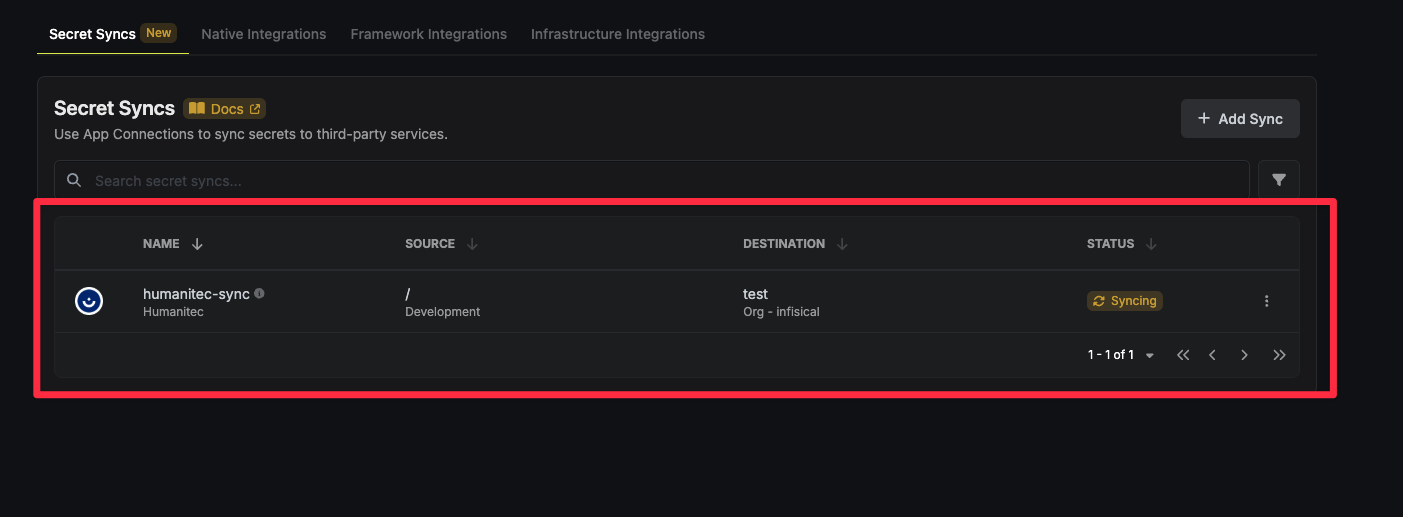 Secret Syncs New Native Integrations Framework Integrations Infrastructure Integrations
Secret Syncs Docs
Use App Connections to sync secrets to third-party services.
+ Add Sync
Search secret syncs...
NAME SOURCE DESTINATION STATUS
humanitec-sync / test Syncing
Humanitec Development Org - infisical
1 - 1 of 1